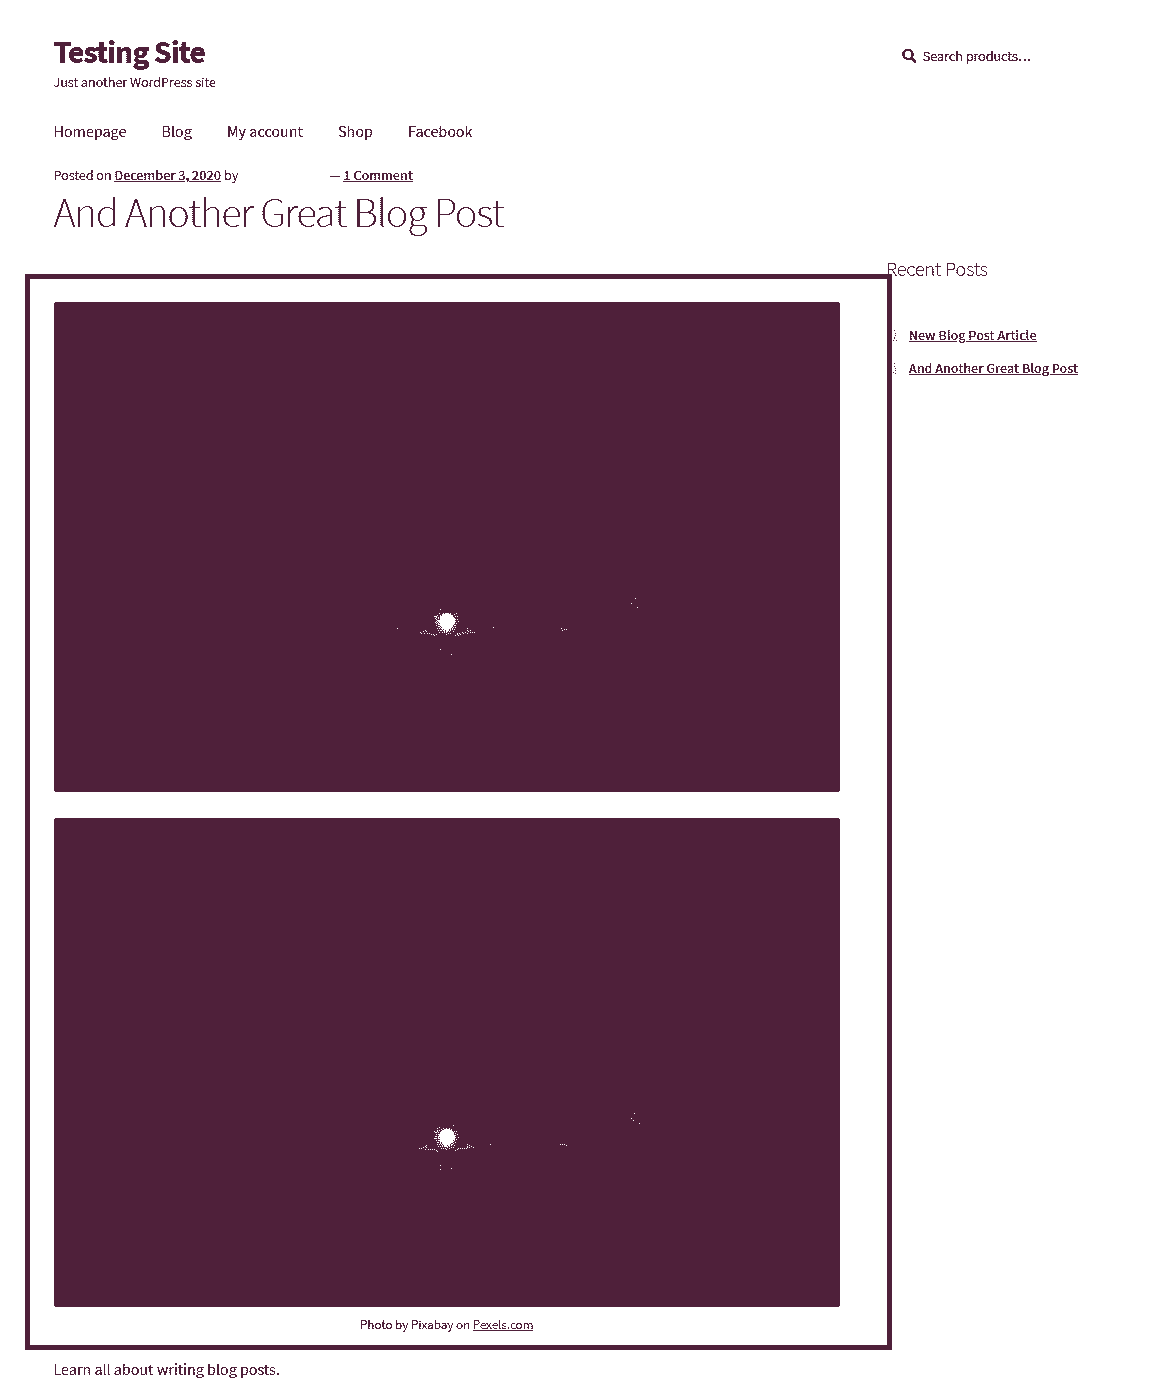 Testing Site
Just another WordPress site
Search products...
Homepage Blog My account Shop Facebook
Posted on December 3, 2020 by — 1 Comment
And Another Great Blog Post
Recent Posts
New Blog Post Article
And Another Great Blog Post
Photo by Pixabay on Pexels.com
Learn all about writing blog posts.